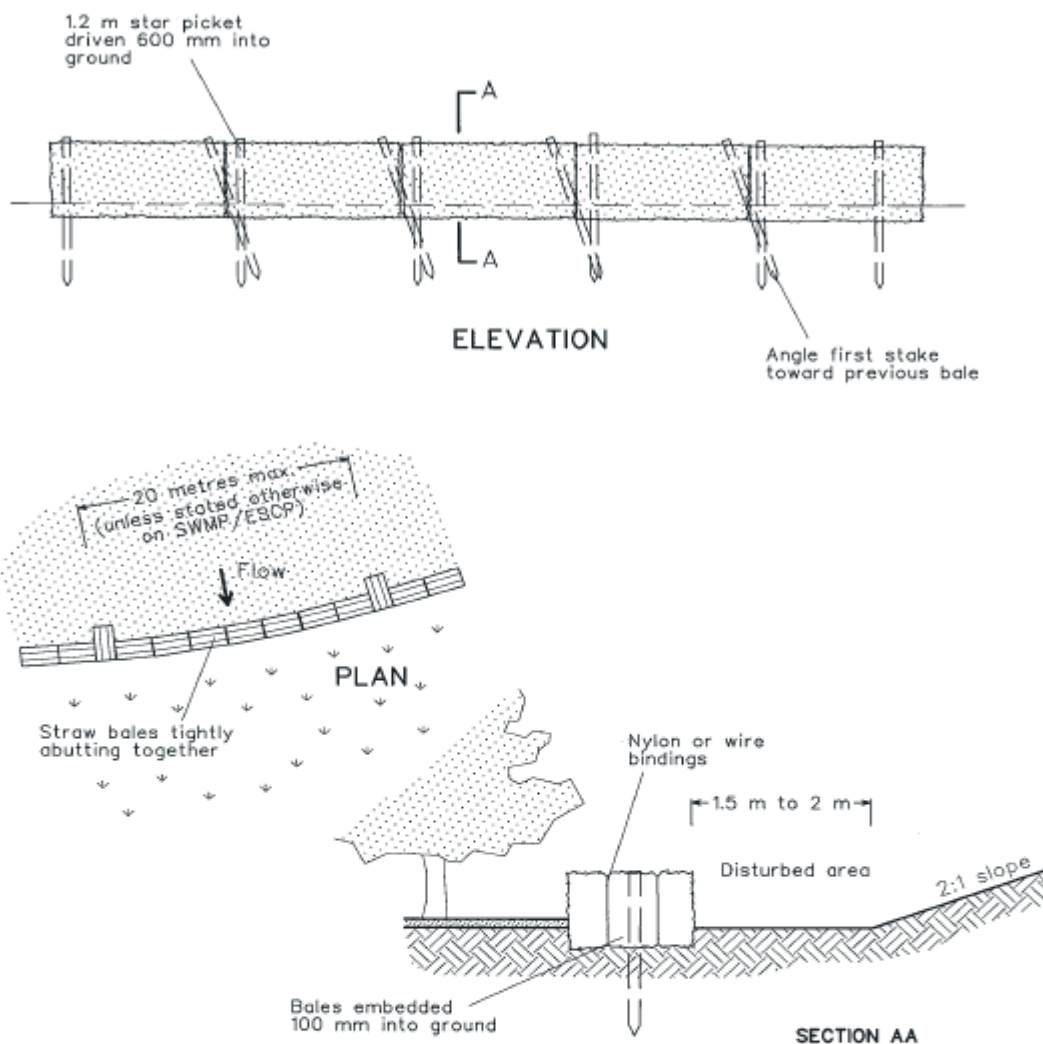 1.2 m star picket
driven 600 mm into
ground
A
A
ELEVATION
Angle first stake
toward previous bale
20 metres max.
(unless stated otherwise
on SWMP/ESCP)
Flow
PLAN
Straw bales tightly
abutting together
Nylon or wire
bindings
1.5 m to 2 m
Disturbed area
2:1 slope
Bales embedded
100 mm into ground
SECTION AA